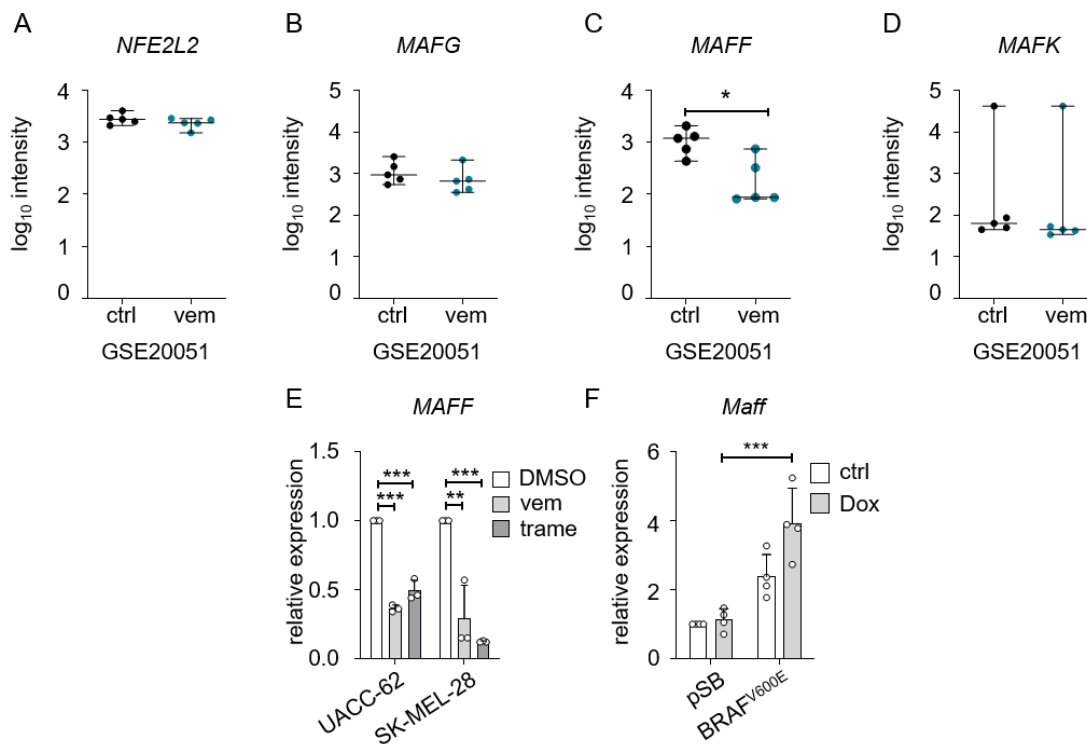 A
NFE2L2
log10 intensity
4
3
2
1
0
ctrl
vem
GSE20051
B
MAFG
log10 intensity
5
4
3
2
1
0
ctrl
vem
GSE20051
C
MAFF
log10 intensity
4
3
2
1
0
*
ctrl
vem
GSE20051
D
MAFK
log10 intensity
5
4
3
2
1
0
ctrl
vem
GSE20051
E
MAFF
relative expression
1.5
1.0
0.5
0.0
***
***
***
**
DMSO
vem
trame
UACC-62
SK-MEL-28
F
Maff
relative expression
6
4
2
0
***
ctrl
Dox
pSB
BRAFV600E